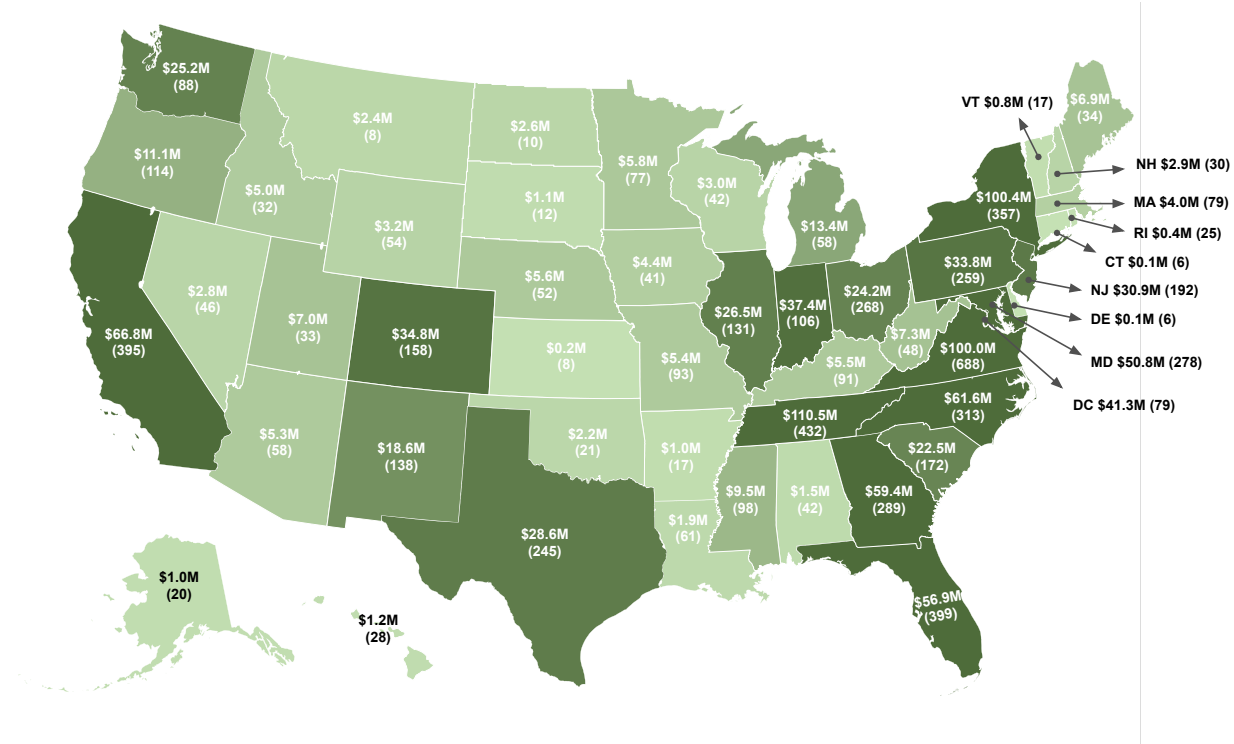 $25.2M
(88)
$11.1M
(114)
$5.0M
(32)
$2.4M
(8)
$2.6M
(10)
$5.8M
(77)
$1.1M
(12)
$3.0M
(42)
$3.2M
(54)
$13.4M
(58)
VT $0.8M (17)
$6.9M
(34)
NH $2.9M (30)
$100.4M
(357)
MA $4.0M (79)
RI $0.4M (25)
CT $0.1M (6)
$33.8M
(259)
NJ $30.9M (192)
DE $0.1M (6)
MD $50.8M (278)
DC $41.3M (79)
$66.8M
(395)
$2.8M
(46)
$7.0M
(33)
$34.8M
(158)
$5.6M
(52)
$4.4M
(41)
$26.5M
(131)
$37.4M
(106)
$24.2M
(268)
$7.3M
(48)
$100.0M
(688)
$0.2M
(8)
$5.4M
(93)
$5.5M
(91)
$61.6M
(313)
$110.5M
(432)
$5.3M
(58)
$18.6M
(138)
$2.2M
(21)
$1.0M
(17)
$22.5M
(172)
$28.6M
(245)
$1.9M
(61)
$9.5M
(98)
$1.5M
(42)
$59.4M
(289)
$56.9M
(399)
$1.0M
(20)
$1.2M
(28)